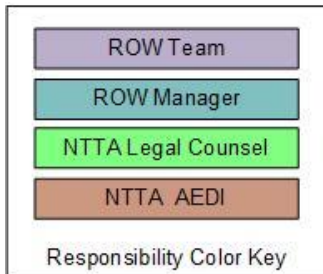 ROW Team
ROW Manager
NTTA Legal Counsel
NTTA AEDI
Responsibility Color Key